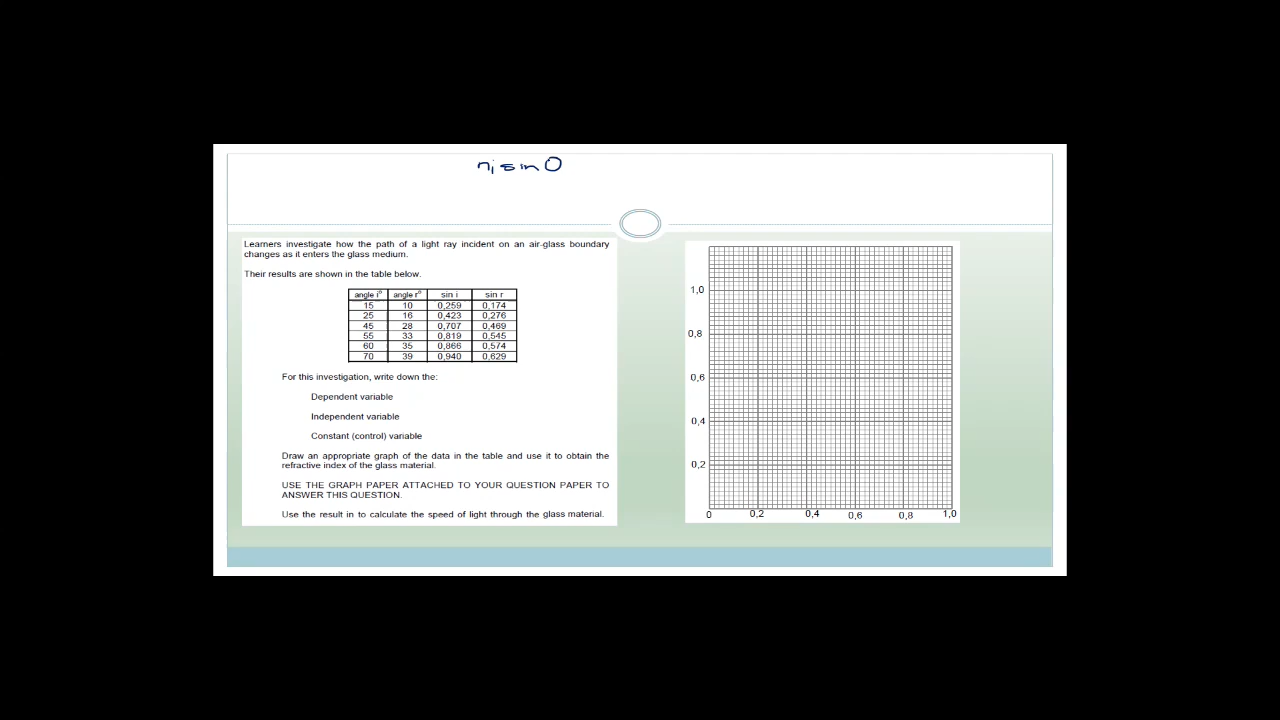 n₁ sin O
Learners investigate how the path of a light ray incident on an air-glass boundary
changes as it enters the glass medium.
Their results are shown in the table below.
angle i° angle r° sin i sin r
15 10 0,259 0,174
25 16 0,423 0,276
45 28 0,707 0,469
55 33 0,819 0,545
60 35 0,866 0,574
70 39 0,940 0,629
For this investigation, write down the:
Dependent variable
Independent variable
Constant (control) variable
Draw an appropriate graph of the data in the table and use it to obtain the
refractive index of the glass material.
USE THE GRAPH PAPER ATTACHED TO YOUR QUESTION PAPER TO
ANSWER THIS QUESTION.
Use the result in to calculate the speed of light through the glass material.
1,0
0,8
0,6
0,4
0,2
0 0,2 0,4 0,6 0,8 1,0